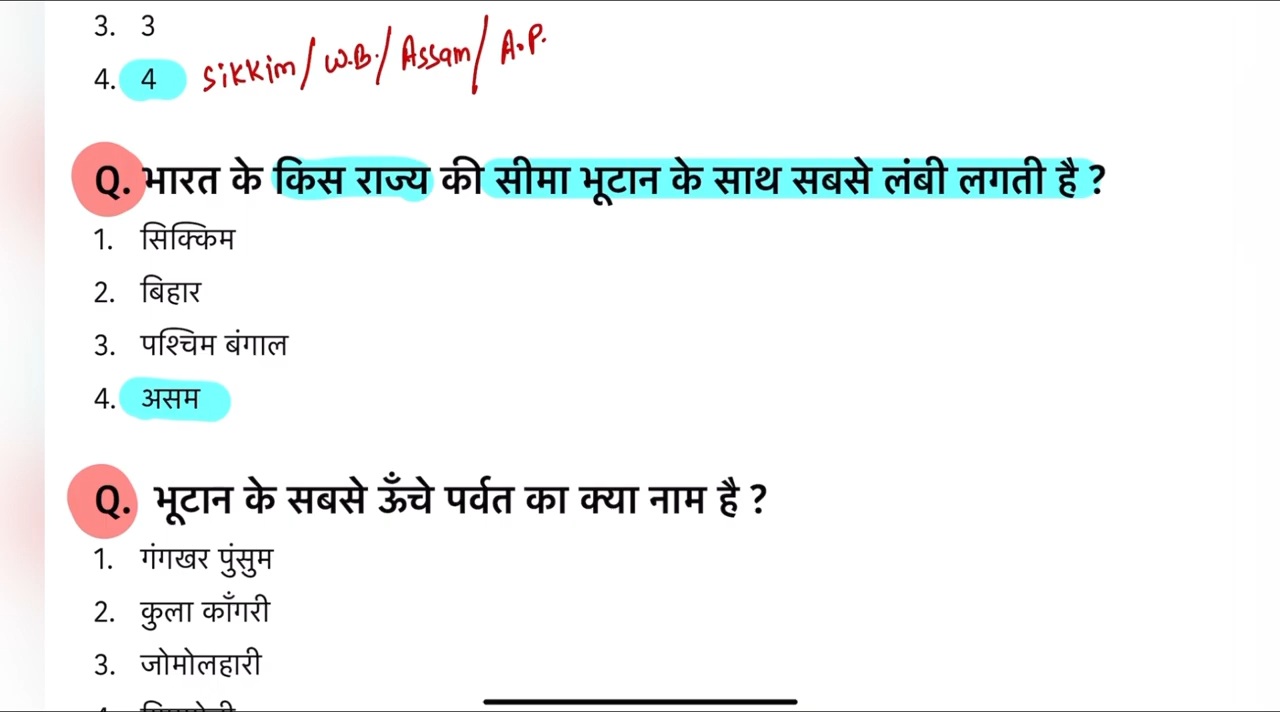 3. 3
4. 4 Sikkim / W.B. / Assam / A.P.
Q. भारत के किस राज्य की सीमा भूटान के साथ सबसे लंबी लगती है ?
1. सिक्किम
2. बिहार
3. पश्चिम बंगाल
4. असम
Q. भूटान के सबसे ऊँचे पर्वत का क्या नाम है ?
1. गंगखर पुंसुम
2. कुला काँगरी
3. जोमोलहारी